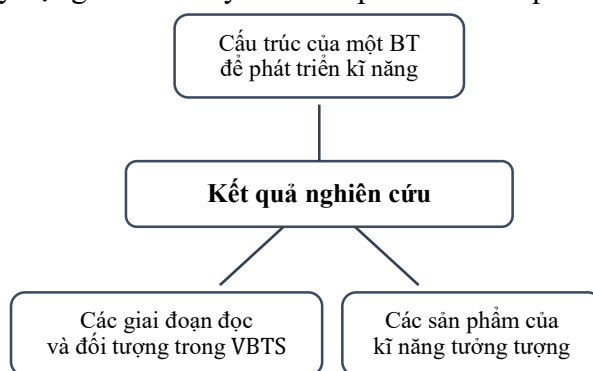 Cấu trúc của một BT
để phát triển kĩ năng
Kết quả nghiên cứu
Các giai đoạn đọc
và đối tượng trong VBTS
Các sản phẩm của
kĩ năng tưởng tượng